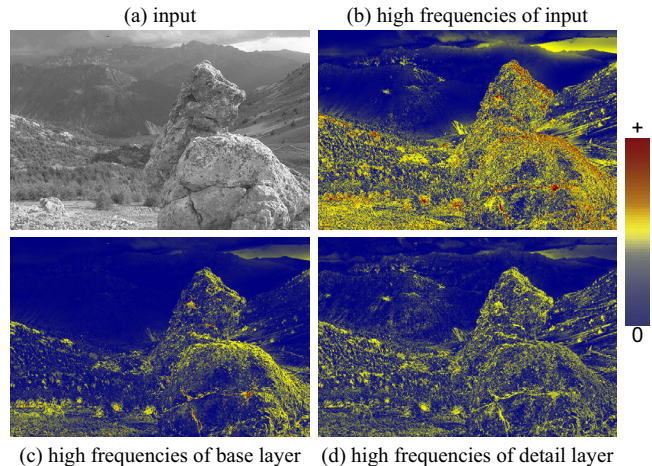 (a) input
(b) high frequencies of input
+
0
(c) high frequencies of base layer
(d) high frequencies of detail layer